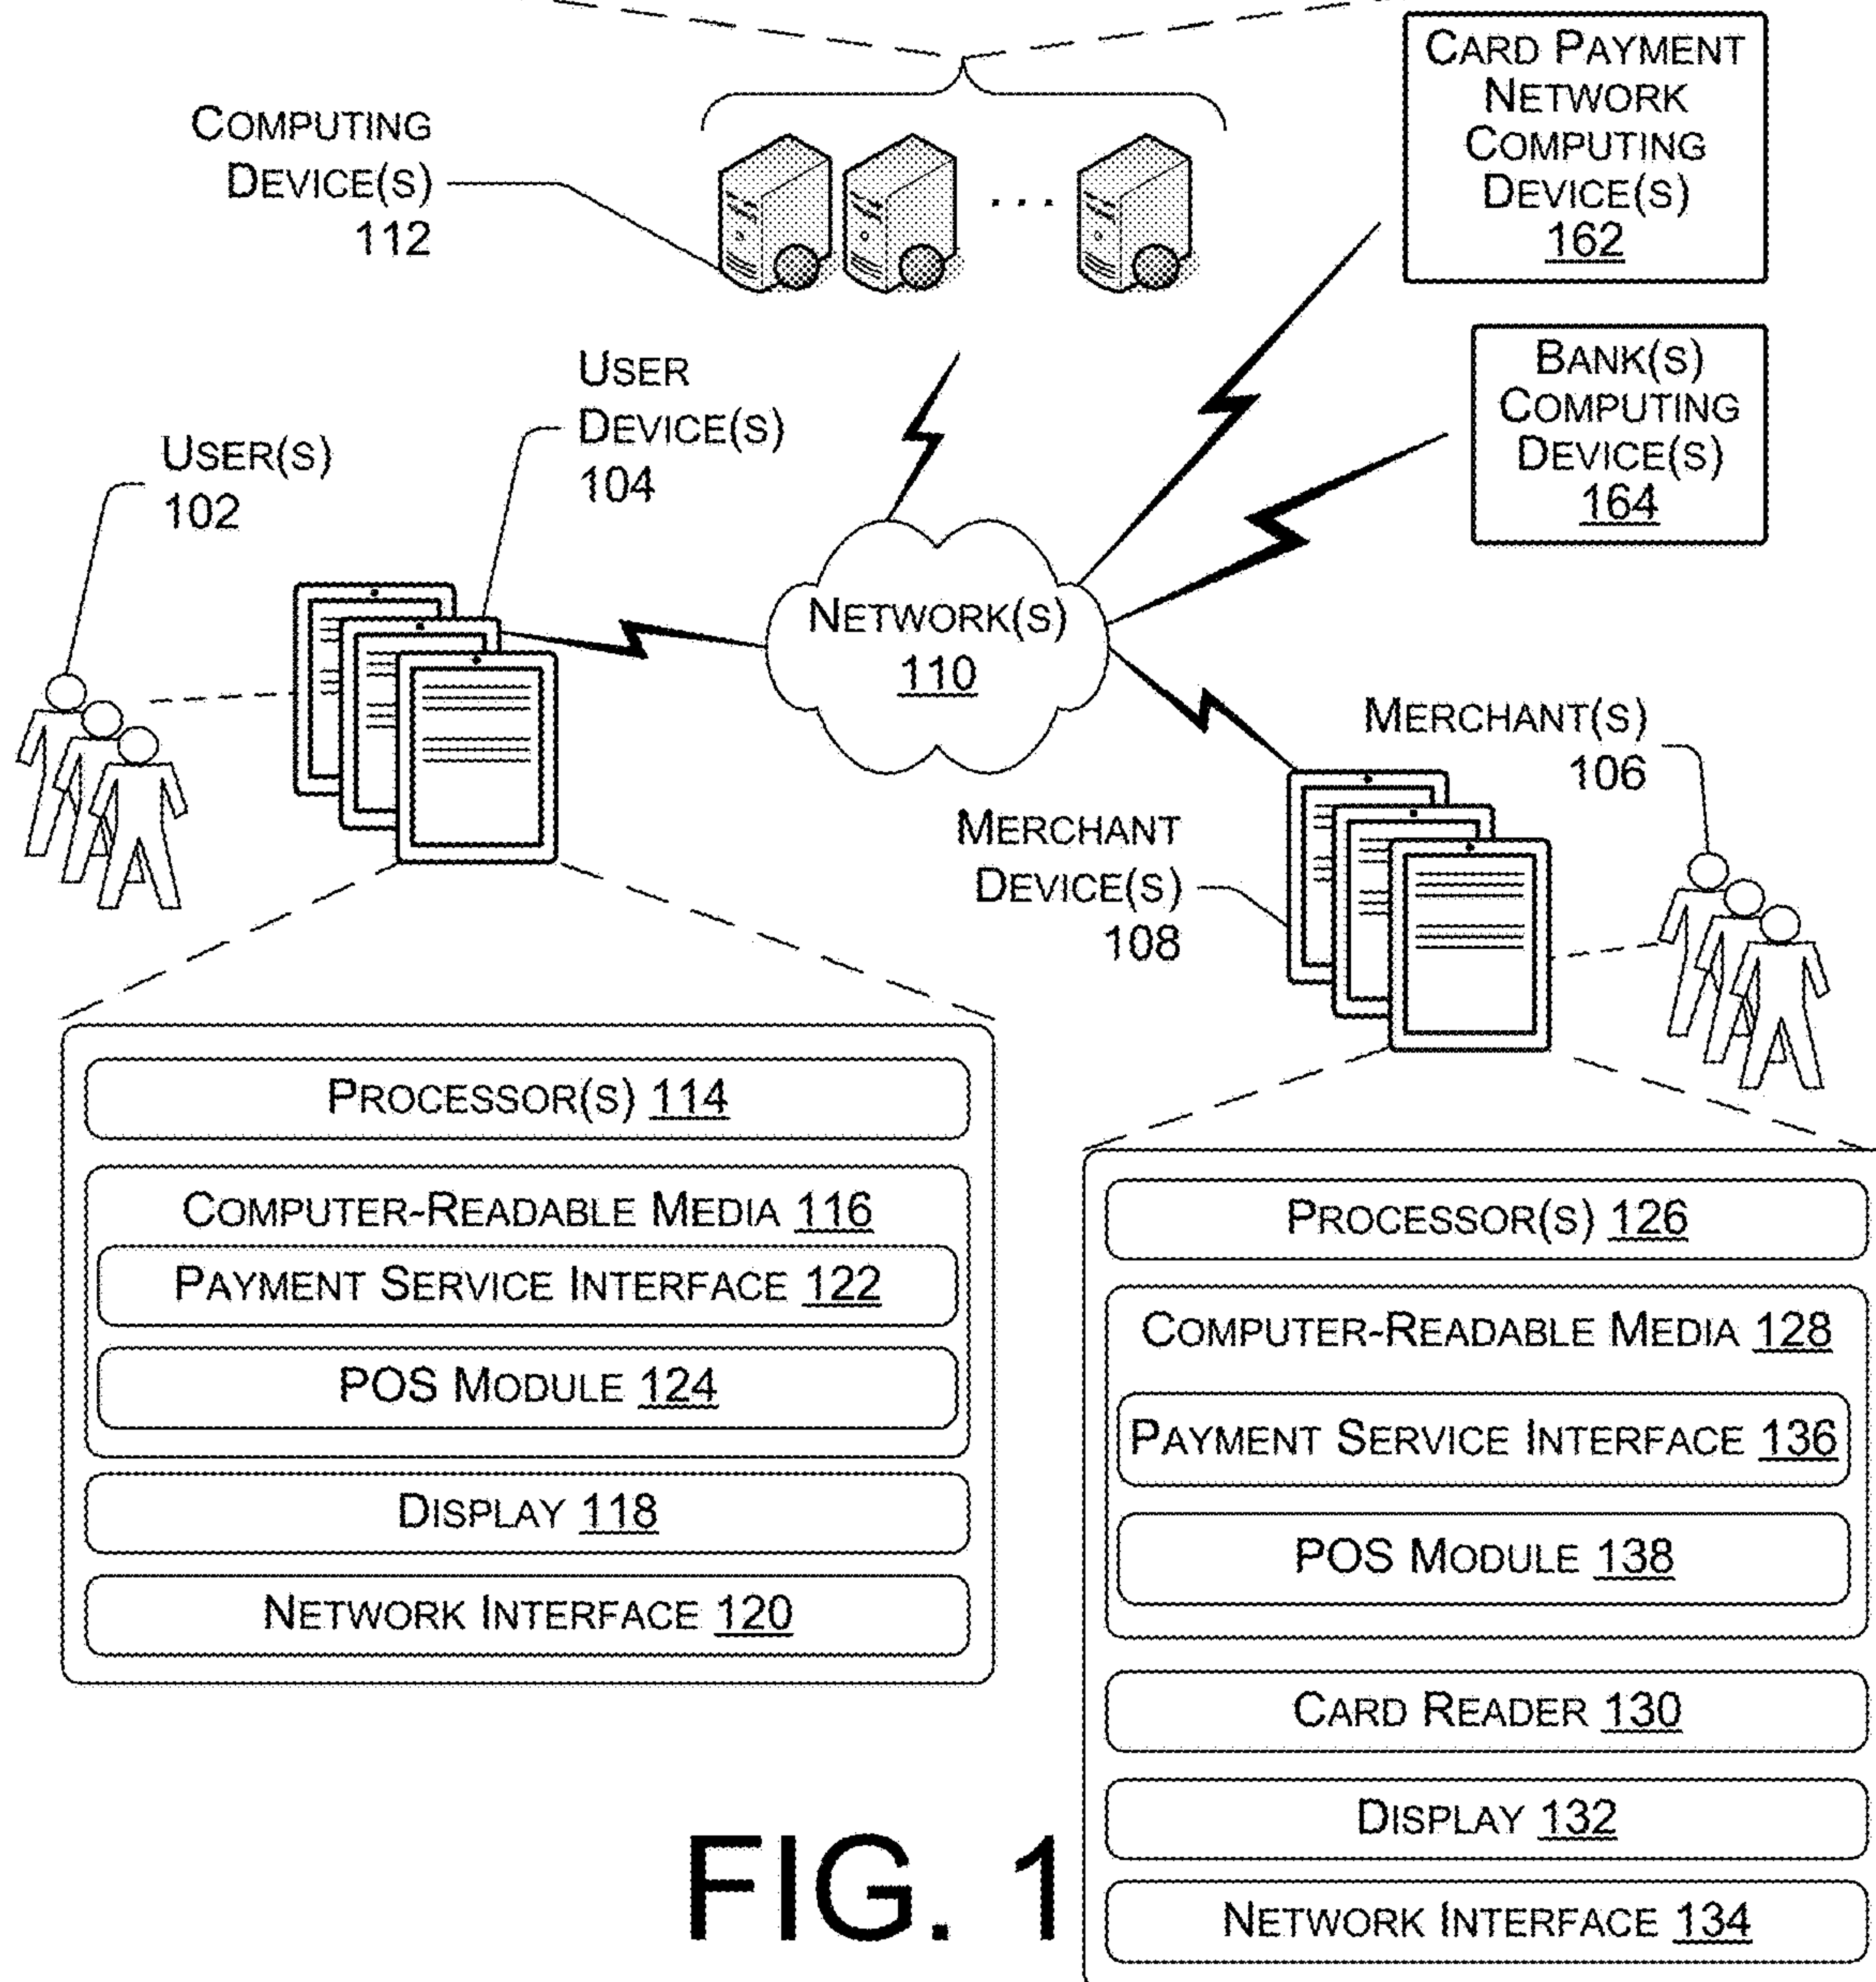 COMPUTING
DEVICE(S)
112
CARD PAYMENT
NETWORK
COMPUTING
DEVICE(S)
162
USER
DEVICE(S)
104
BANK(S)
COMPUTING
DEVICE(S)
164
USER(S)
102
NETWORK(S)
110
MERCHANT(S)
106
MERCHANT
DEVICE(S)
108
PROCESSOR(S) 114
COMPUTER-READABLE MEDIA 116
PAYMENT SERVICE INTERFACE 122
POS MODULE 124
DISPLAY 118
NETWORK INTERFACE 120
PROCESSOR(S) 126
COMPUTER-READABLE MEDIA 128
PAYMENT SERVICE INTERFACE 136
POS MODULE 138
CARD READER 130
DISPLAY 132
NETWORK INTERFACE 134
FIG. 1